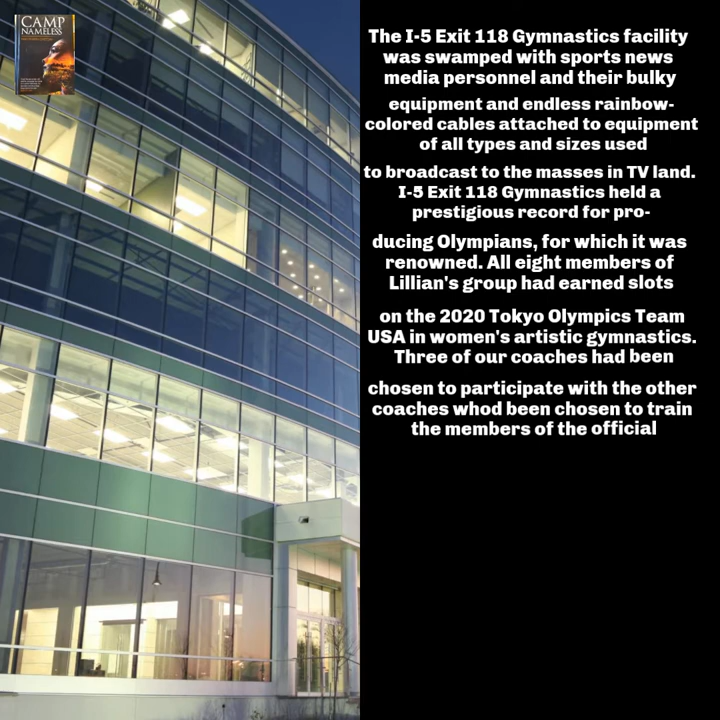 CAMP
NAMELESS
The I-5 Exit 118 Gymnastics facility
was swamped with sports news
media personnel and their bulky
equipment and endless rainbow-
colored cables attached to equipment
of all types and sizes used
to broadcast to the masses in TV land.
I-5 Exit 118 Gymnastics held a
prestigious record for pro-
ducing Olympians, for which it was
renowned. All eight members of
Lillian's group had earned slots
on the 2020 Tokyo Olympics Team
USA in women's artistic gymnastics.
Three of our coaches had been
chosen to participate with the other
coaches whod been chosen to train
the members of the official